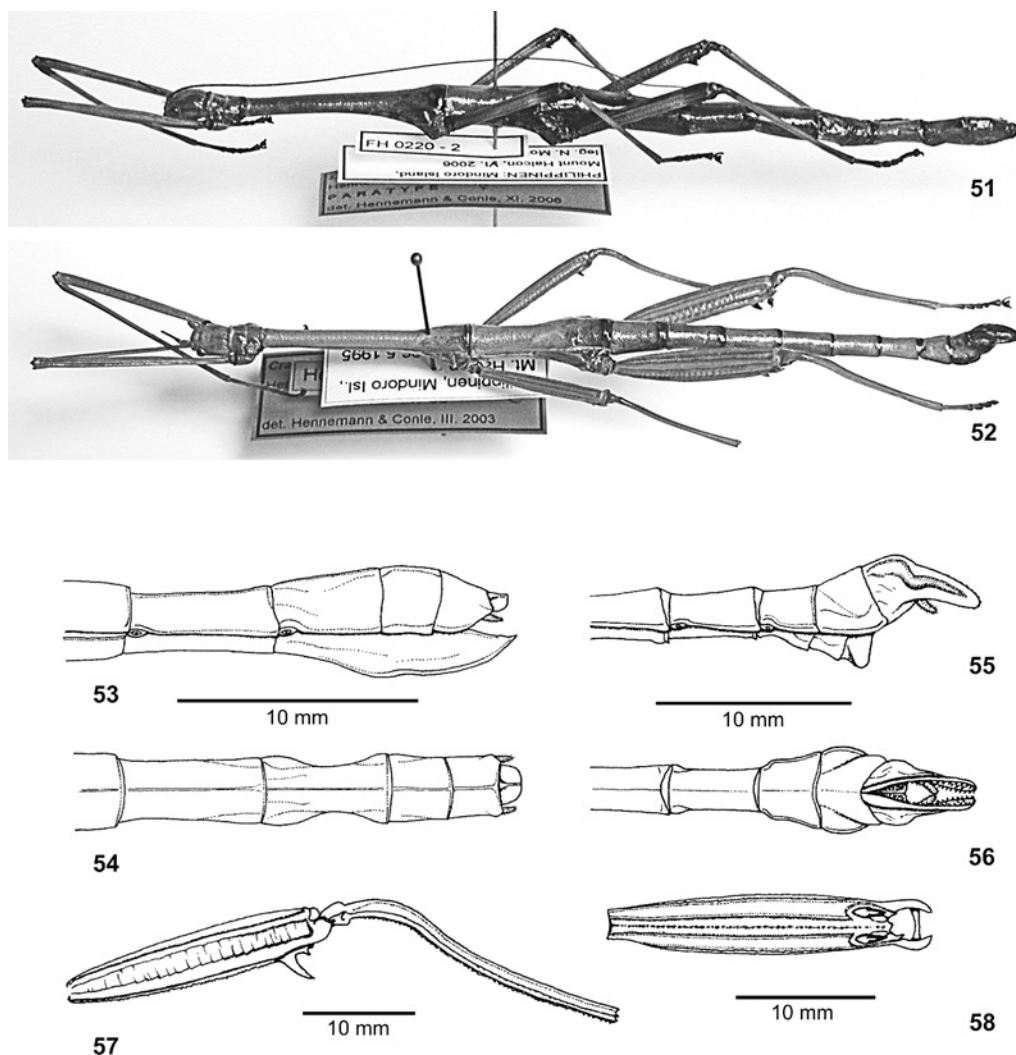 FH 0220 - 2
PHILIPPINEN: Mindoro Island,
Mount Halcon, VI. 2006
leg. N. Mo
PARATYPE
det. Hennemann & Conle, XI. 2006
51
Mindoro Isl.,
5.1995
det. Hennemann & Conle, III. 2003
52
53
10 mm
55
10 mm
54
56
57
10 mm
58
10 mm